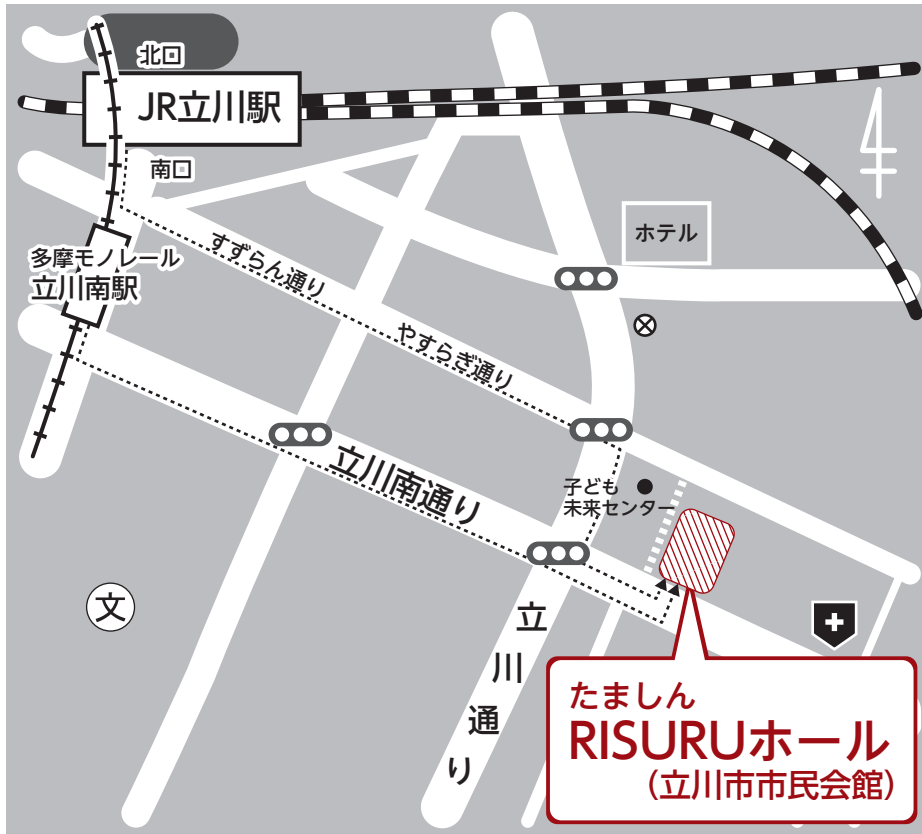 北口
JR立川駅
南口
多摩モノレール
立川南駅
すずらん通り
ホテル
やすらぎ通り
立川南通り
子ども
未来センター
文
立川通り
たましん
RISURUホール
(立川市市民会館)